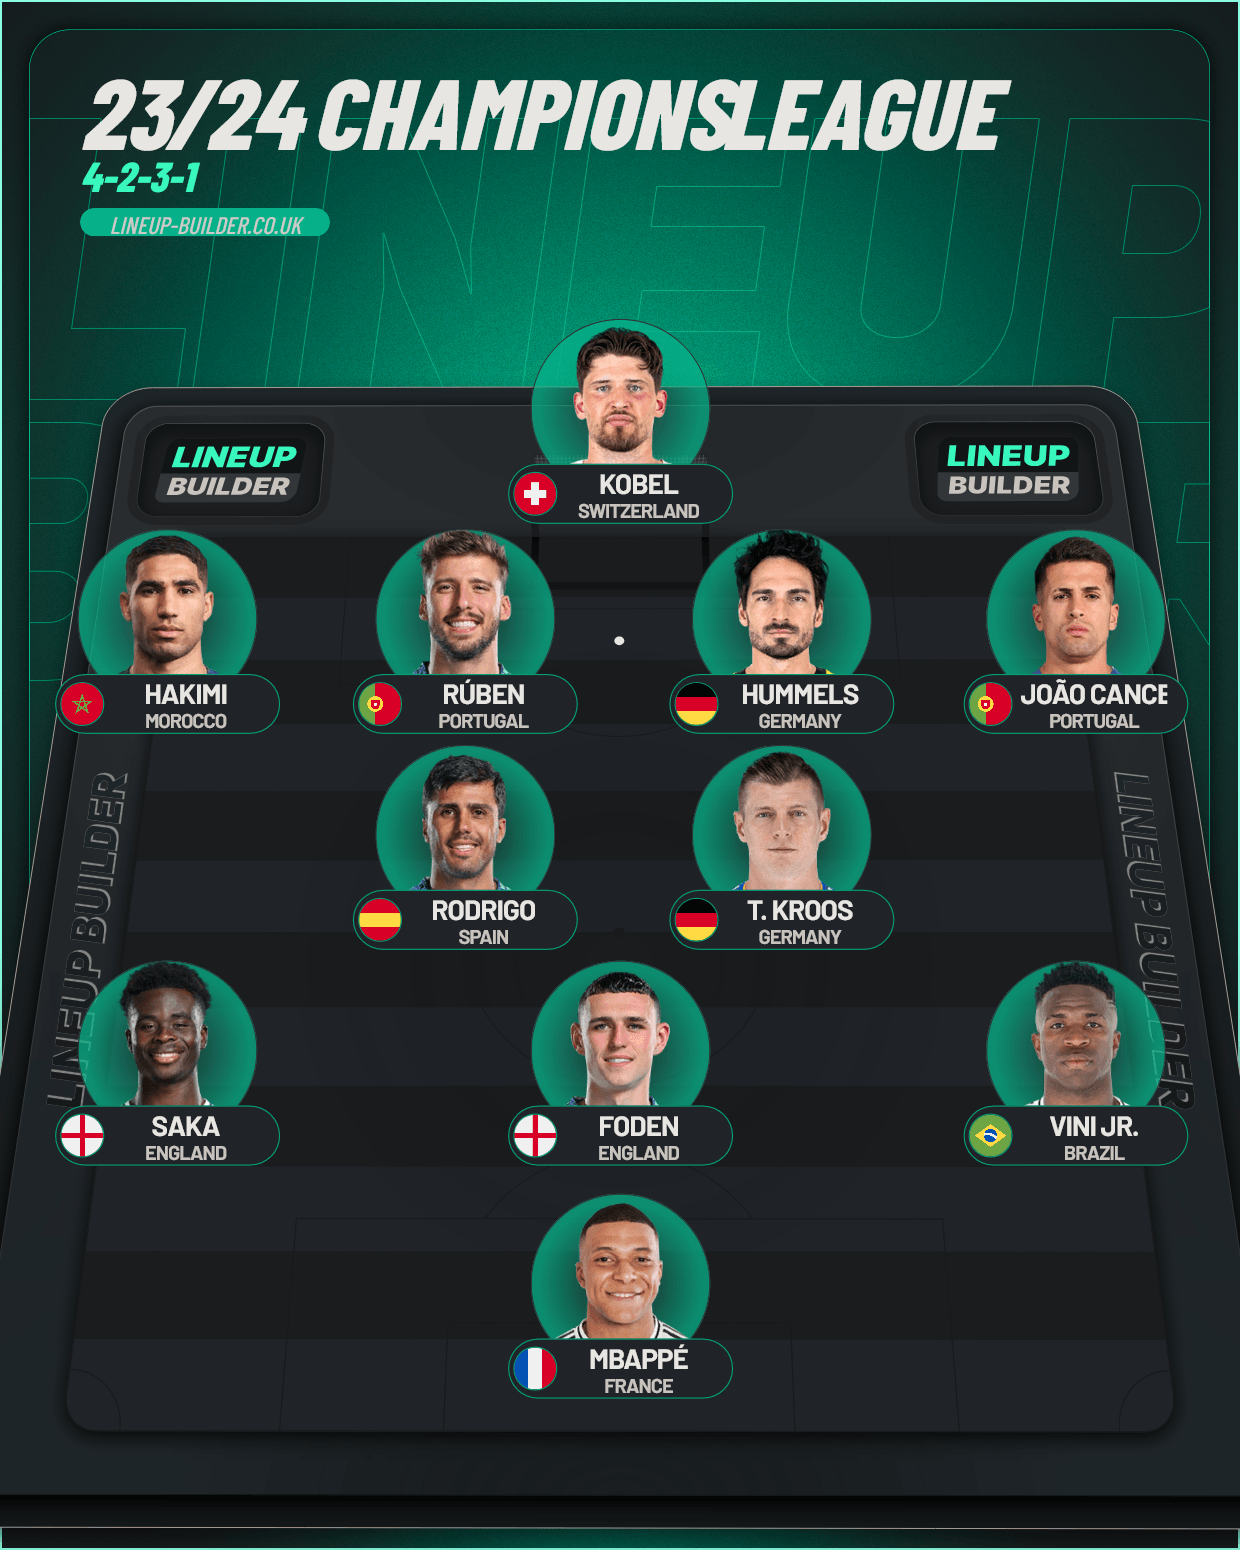 23/24 CHAMPIONSLEAGUE
4-2-3-1
LINEUP-BUILDER.CO.UK
LINEUP
BUILDER
LINEUP
BUILDER
KOBEL
SWITZERLAND
HAKIMI
MOROCCO
RÚBEN
PORTUGAL
HUMMELS
GERMANY
JOÃO CANCE
PORTUGAL
LINEUP BUILDER
LINEUP BUILDER
RODRIGO
SPAIN
T. KROOS
GERMANY
SAKA
ENGLAND
FODEN
ENGLAND
VINI JR.
BRAZIL
MBAPPÉ
FRANCE